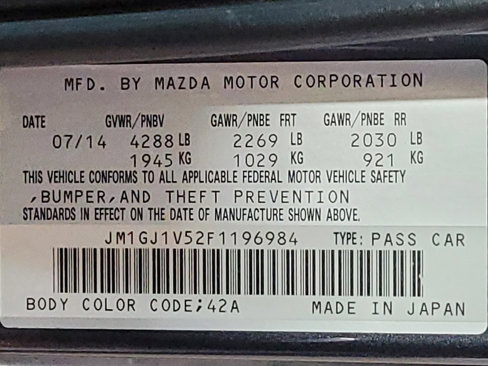 MFD. BY MAZDA MOTOR CORPORATION
DATE GVWR/PNBV GAWR/PNBE FRT GAWR/PNBE RR
07/14 4288 LB 2269 LB 2030 LB
1945 KG 1029 KG 921 KG
THIS VEHICLE CONFORMS TO ALL APPLICABLE FEDERAL MOTOR VEHICLE SAFETY
,BUMPER,AND THEFT PREVENTION
STANDARDS IN EFFECT ON THE DATE OF MANUFACTURE SHOWN ABOVE.
JM1GJ1V52F1196984 TYPE: PASS CAR
BODY COLOR CODE;42A MADE IN JAPAN